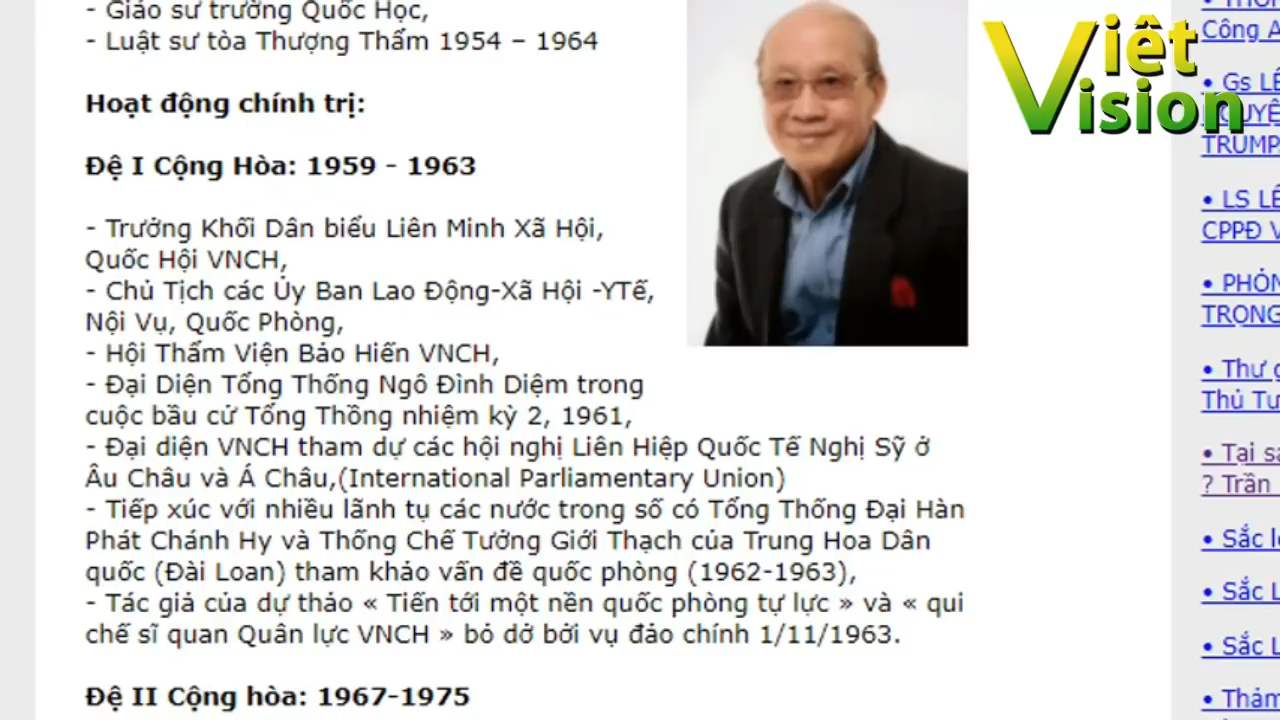 - Giáo sư trường Quốc Học,
- Luật sư tòa Thượng Thẩm 1954 – 1964
Hoạt động chính trị:
Đệ I Cộng Hòa: 1959 - 1963
- Trưởng Khối Dân biểu Liên Minh Xã Hội,
Quốc Hội VNCH,
- Chủ Tịch các Ủy Ban Lao Động-Xã Hội -YTế,
Nội Vụ, Quốc Phòng,
- Hội Thẩm Viện Bảo Hiến VNCH,
- Đại Diện Tổng Thống Ngô Đình Diệm trong
cuộc bầu cử Tổng Thồng nhiệm kỳ 2, 1961,
- Đại diện VNCH tham dự các hội nghị Liên Hiệp Quốc Tế Nghị Sỹ ở
Âu Châu và Á Châu,(International Parliamentary Union)
- Tiếp xúc với nhiều lãnh tụ các nước trong số có Tổng Thống Đại Hàn
Phát Chánh Hy và Thống Chế Tưởng Giới Thạch của Trung Hoa Dân
quốc (Đài Loan) tham khảo vấn đề quốc phòng (1962-1963),
- Tác giả của dự thảo « Tiến tới một nền quốc phòng tự lực » và « qui
chế sĩ quan Quân lực VNCH » bỏ dở bởi vụ đảo chính 1/11/1963.
Đệ II Cộng hòa: 1967-1975
Việt
Vision
Công A
• Gs LÊ
TRUMP
• LS LÊ
CPPĐ V
• PHỎN
TRỌNG
• Thư g
Thủ Tư
• Tại sa
? Trần
• Sắc l
• Sắc L
• Sắc L
• Thảm